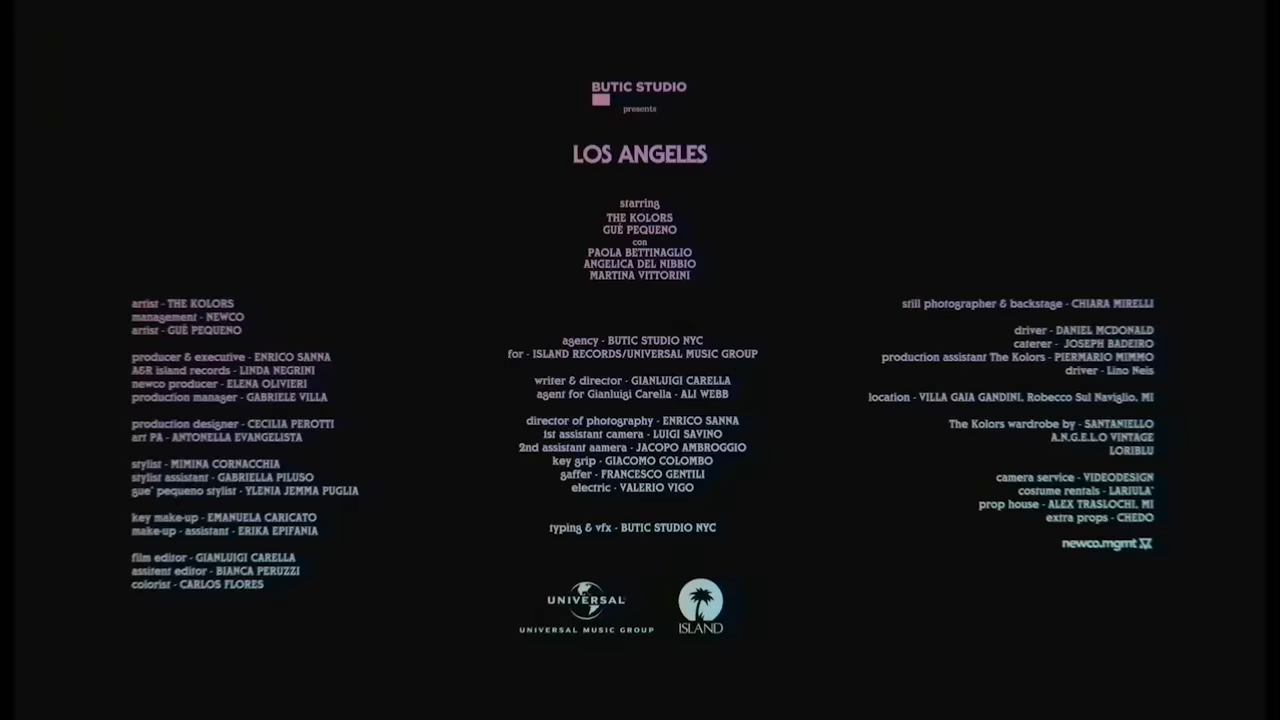 BUTIC STUDIO
presents
LOS ANGELES
starring
THE KOLORS
GUÈ PEQUENO
con
PAOLA BETTINAGLIO
ANGELICA DEL NIBBIO
MARTINA VITTORINI
artist - THE KOLORS
management - NEWCO
artist - GUÈ PEQUENO
producer & executive - ENRICO SANNA
A&R island records - LINDA NEGRINI
newco producer - ELENA OLIVIERI
production manager - GABRIELE VILLA
production designer - CECILIA PEROTTI
art PA - ANTONELLA EVANGELISTA
stylist - MIMINA CORNACCHIA
stylist assistant - GABRIELLA PILUSO
gue' pequeno stylist - YLENIA JEMMA PUGLIA
key make-up - EMANUELA CARICATO
make-up - assistant - ERIKA EPIFANIA
film editor - GIANLUIGI CARELLA
assitent editor - BIANCA PERUZZI
colorist - CARLOS FLORES
agency - BUTIC STUDIO NYC
for - ISLAND RECORDS/UNIVERSAL MUSIC GROUP
writer & director - GIANLUIGI CARELLA
agent for Gianluigi Carella - ALI WEBB
director of photography - ENRICO SANNA
1st assistant camera - LUIGI SAVINO
2nd assistant aamera - JACOPO AMBROGGIO
key grip - GIACOMO COLOMBO
gaffer - FRANCESCO GENTILI
electric - VALERIO VIGO
typing & vfx - BUTIC STUDIO NYC
UNIVERSAL
UNIVERSAL MUSIC GROUP
ISLAND
still photographer & backstage - CHIARA MIRELLI
driver - DANIEL MCDONALD
caterer - JOSEPH BADEIRO
production assistant The Kolors - PIERMARIO MIMMO
driver - Lino Neis
location - VILLA GAIA GANDINI, Robecco Sul Naviglio, MI
The Kolors wardrobe by - SANTANIELLO
A.N.G.E.L.O VINTAGE
LORIBLU
camera service - VIDEODESIGN
costume rentals - LARIULA'
prop house - ALEX TRASLOCHI, MI
extra props - CHEDO
newco.mgmt